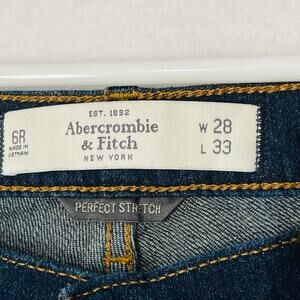 6R
MADE IN
VIETNAM
EST. 1892
Abercrombie
& Fitch
NEW YORK
W 28
L 33
PERFECT STRETCH